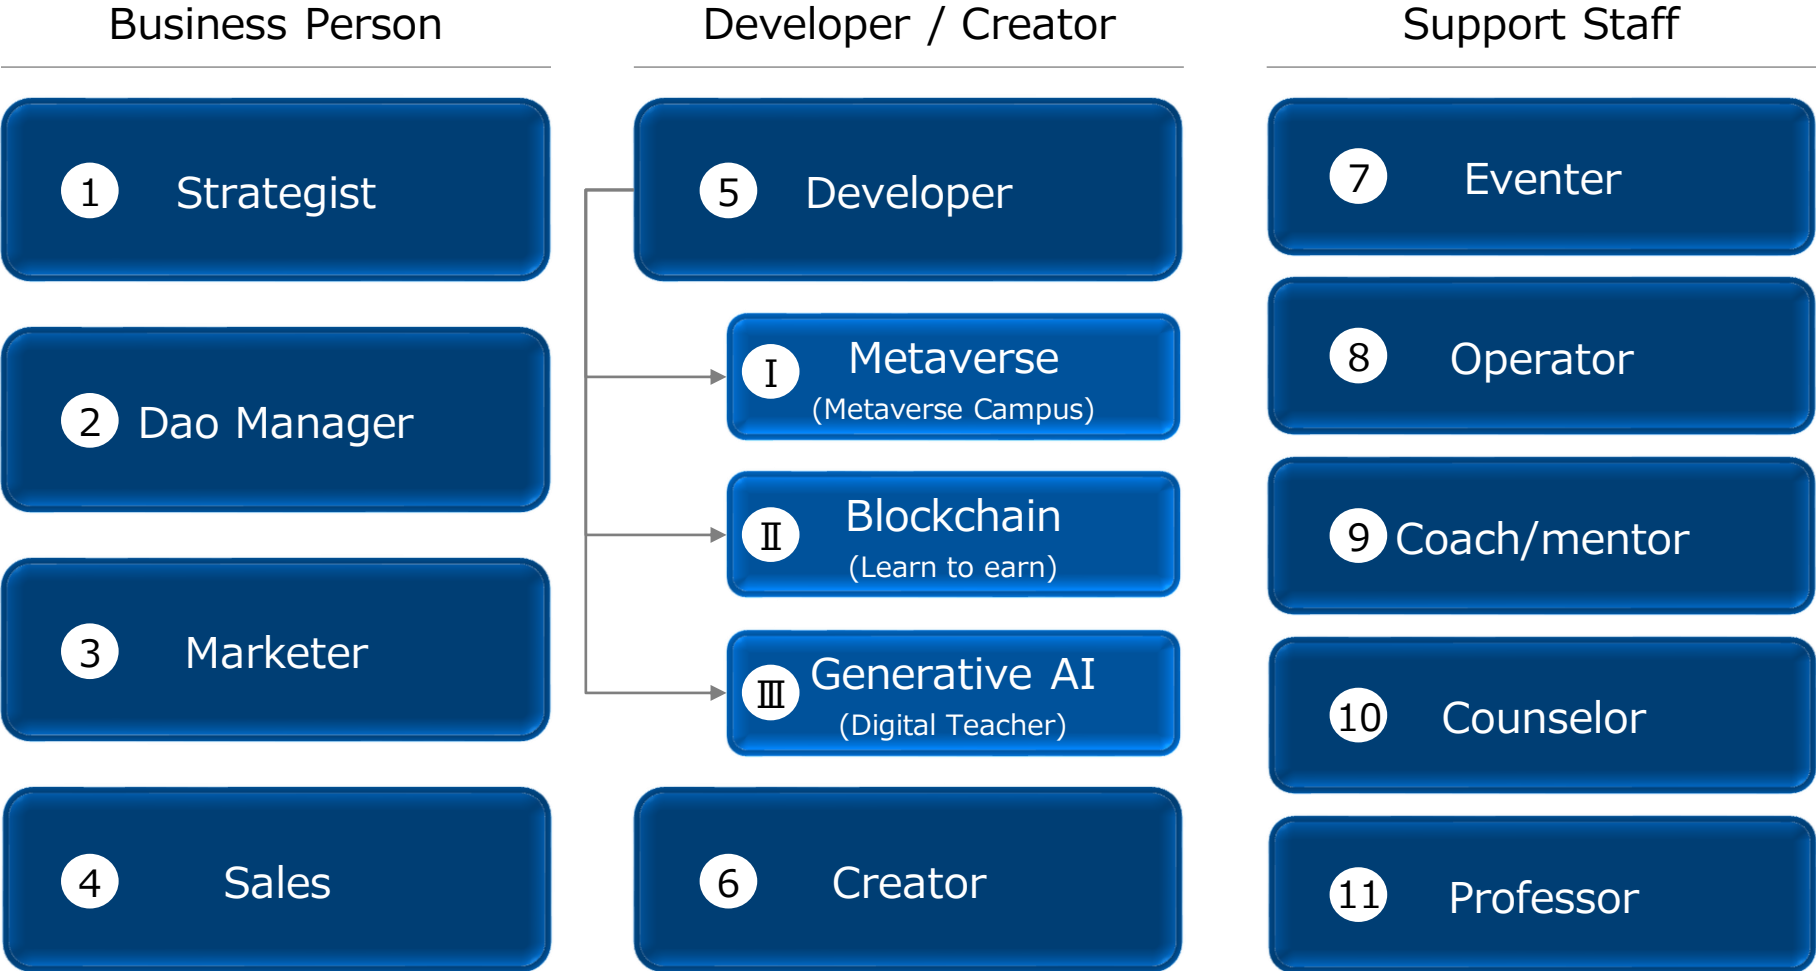 Business Person
① Strategist
② Dao Manager
③ Marketer
④ Sales
Developer / Creator
⑤ Developer
Ⅰ Metaverse
(Metaverse Campus)
Ⅱ Blockchain
(Learn to earn)
Ⅲ Generative AI
(Digital Teacher)
⑥ Creator
Support Staff
⑦ Eventer
⑧ Operator
⑨ Coach/mentor
⑩ Counselor
⑪ Professor